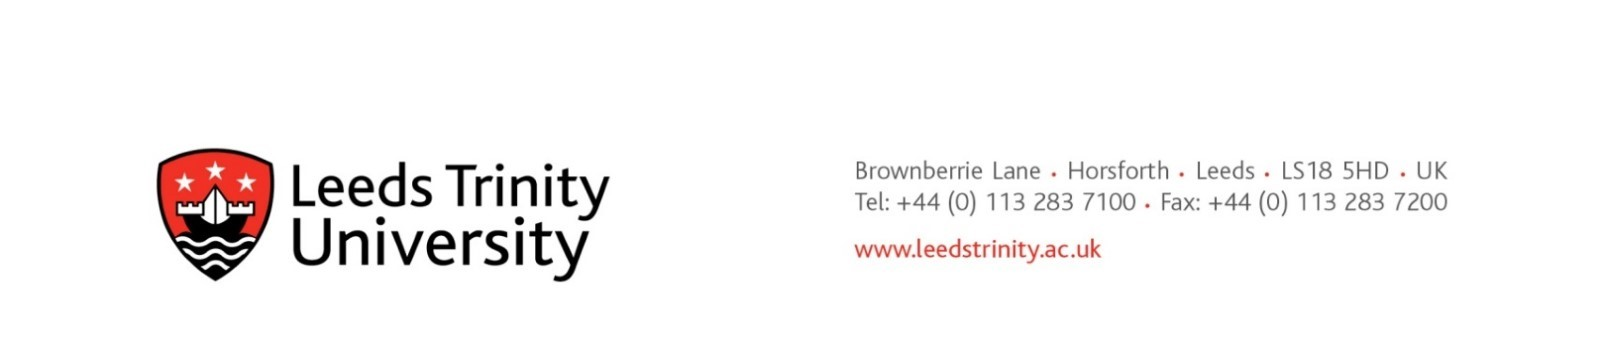 Leeds Trinity
University
Brownberrie Lane • Horsforth • Leeds • LS18 5HD • UK
Tel: +44 (0) 113 283 7100 • Fax: +44 (0) 113 283 7200
www.leedstrinity.ac.uk